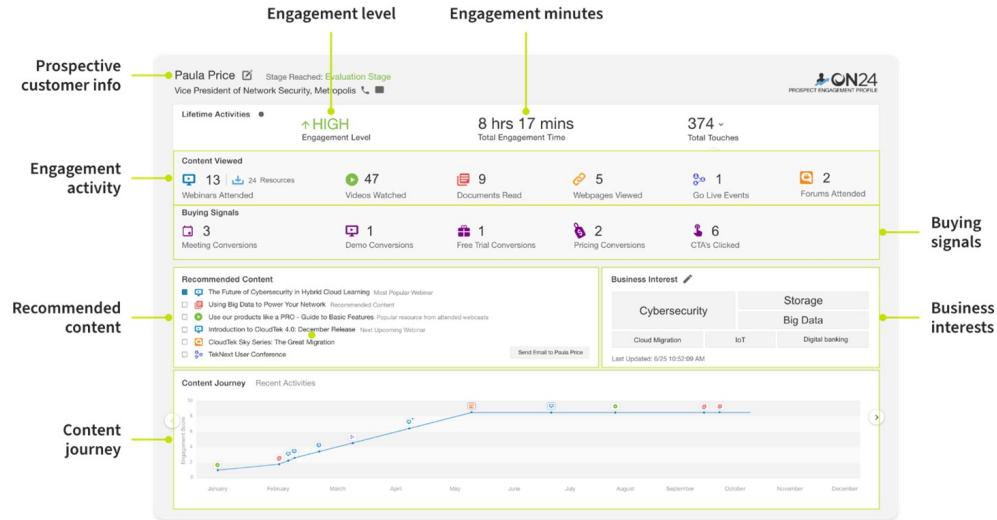 Engagement level
Engagement minutes
Prospective customer info
Paula Price
Stage Reached: Evaluation Stage
Vice President of Network Security, Metropolis
ON24
PROSPECT ENGAGEMENT PROFILE
Lifetime Activities
HIGH
Engagement Level
8 hrs 17 mins
Total Engagement Time
374
Total Touches
Engagement activity
Content Viewed
13
24 Resources
Webinars Attended
47
Videos Watched
9
Documents Read
5
Webpages Viewed
1
Go Live Events
2
Forums Attended
Buying signals
Buying Signals
3
Meeting Conversions
1
Demo Conversions
1
Free Trial Conversions
2
Pricing Conversions
6
CTA's Clicked
Recommended content
Recommended Content
The Future of Cybersecurity in Hybrid Cloud Learning Most Popular Webinar
Using Big Data to Power Your Network Recommended Content
Use our products like a PRO - Guide to Basic Features Popular resource from attended webcasts
Introduction to CloudTek 4.0: December Release Next Upcoming Webinar
CloudTek Sky Series: The Great Migration
TekNext User Conference
Send Email to Paula Price
Business interests
Business Interest
Cybersecurity
Storage
Big Data
Cloud Migration
IoT
Digital banking
Last Updated: 6/25 10:52:09 AM
Content journey
Content Journey
Recent Activities
Engagement Score
10
8
6
4
2
0
January
February
March
April
May
June
July
August
September
October
November
December